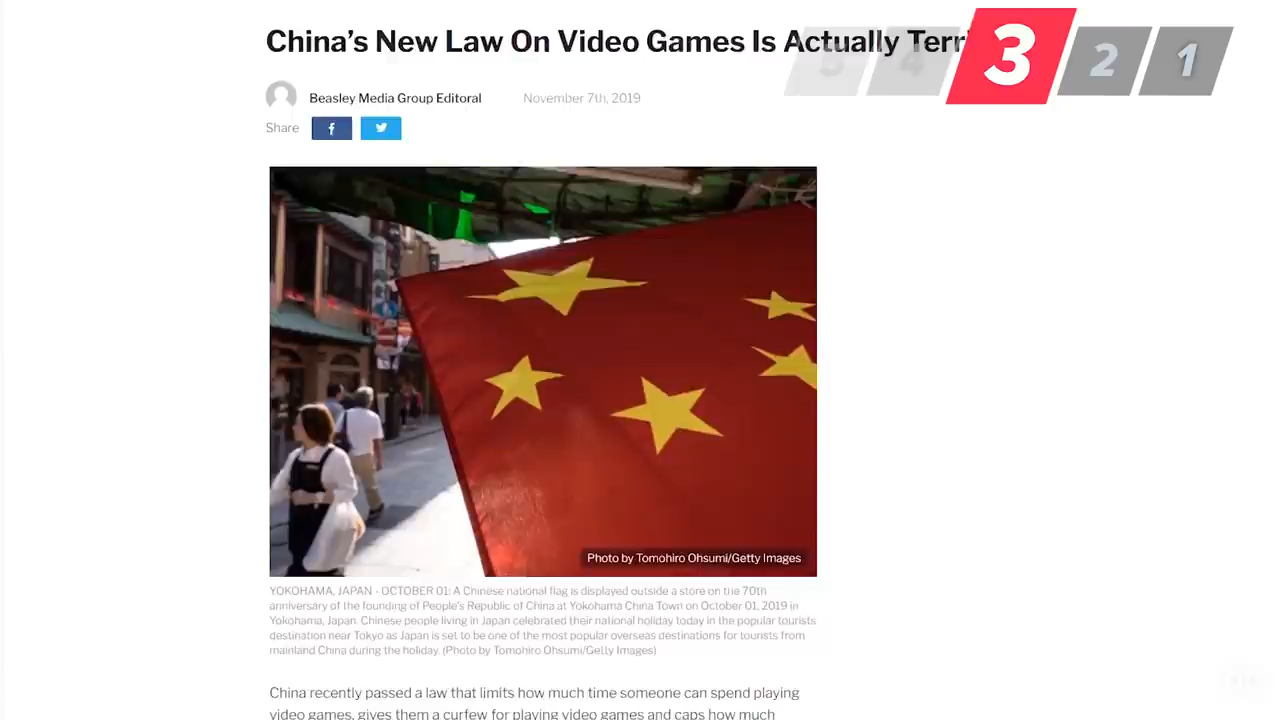 China's New Law On Video Games Is Actually
3
2
1
Beasley Media Group Editoral
November 7th, 2019
Share
Photo by Tomohiro Ohsumi/Getty Images
YOKOHAMA, JAPAN - OCTOBER 01: A Chinese national flag is displayed outside a store on the 70th
anniversary of the founding of People's Republic of China at Yokohama China Town on October 01, 2019 in
Yokohama, Japan. Chinese people living in Japan celebrated their national holiday today in the popular tourists
destination near Tokyo as Japan is set to be one of the most popular overseas destinations for tourists from
mainland China during the holiday. (Photo by Tomohiro Ohsumi/Getty Images)
China recently passed a law that limits how much time someone can spend playing
video games, gives them a curfew for playing video games and caps how much